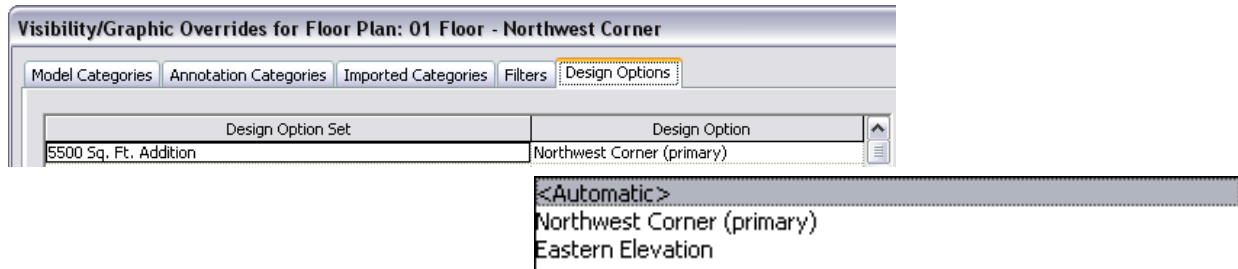 Visibility/Graphic Overrides for Floor Plan: 01 Floor - Northwest Corner
Model Categories Annotation Categories Imported Categories Filters Design Options
Design Option Set Design Option
5500 Sq. Ft. Addition Northwest Corner (primary)
<Automatic>
Northwest Corner (primary)
Eastern Elevation